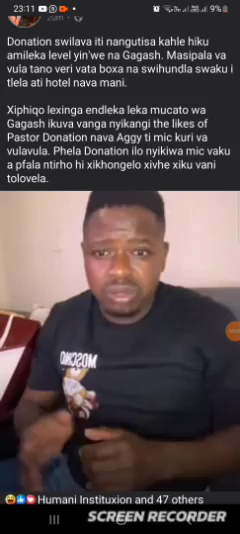 23:11
Donation swilava iti nangutisa kahle hiku
amileka level yin'we na Gagash. Masipala va
vula tano veri vata boxa na swihundla swaku i
tlela ati hotel nava mani.
Xiphiqo lexinga endleka leka mucato wa
Gagash ikuva vanga nyikangi the likes of
Pastor Donation nava Aggy ti mic kuri va
vulavula. Phela Donation ilo nyikiwa mic vaku
a pfala ntirho hi xikhongelo xivhe xiku vani
tolovela.
MOSCHINO
Humani Instituxion and 47 others
SCREEN RECORDER